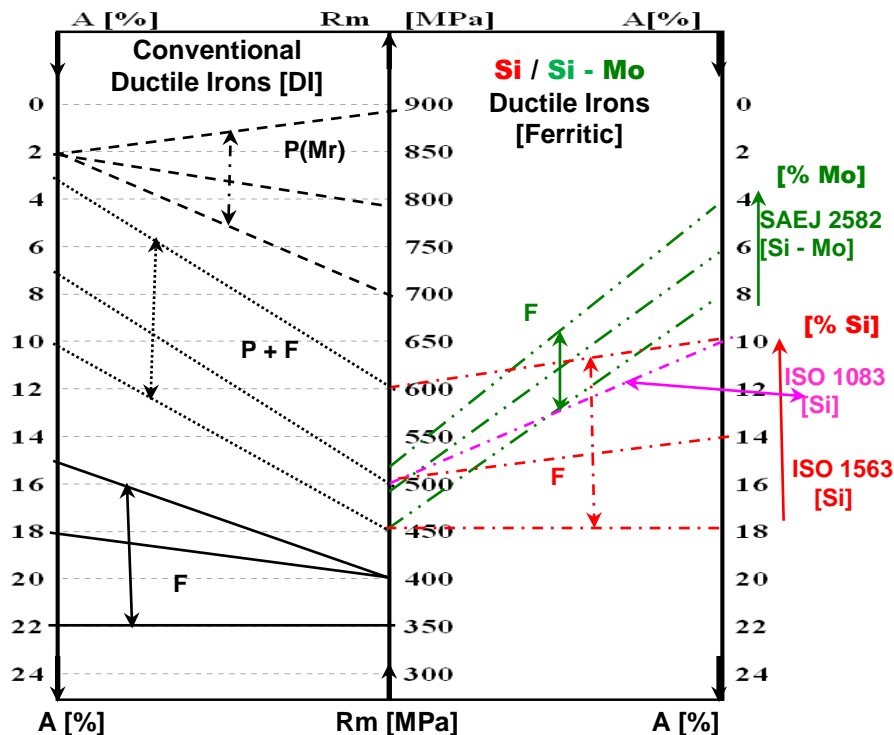 A [%] Rm [MPa] A[%]
Conventional
Ductile Irons [DI]
Si / Si - Mo
Ductile Irons
[Ferritic]
0 900 0
2 850 2
P(Mr)
[% Mo]
4 800 4
SAEJ 2582
[Si - Mo]
6 750 6
8 700 8
F
[% Si]
10 650 10
P + F
ISO 1083
[Si]
12 600 12
14 550 14
F
ISO 1563
[Si]
16 500 16
18 450 18
F
20 400 20
22 350 22
24 300 24
A [%] Rm [MPa] A [%]